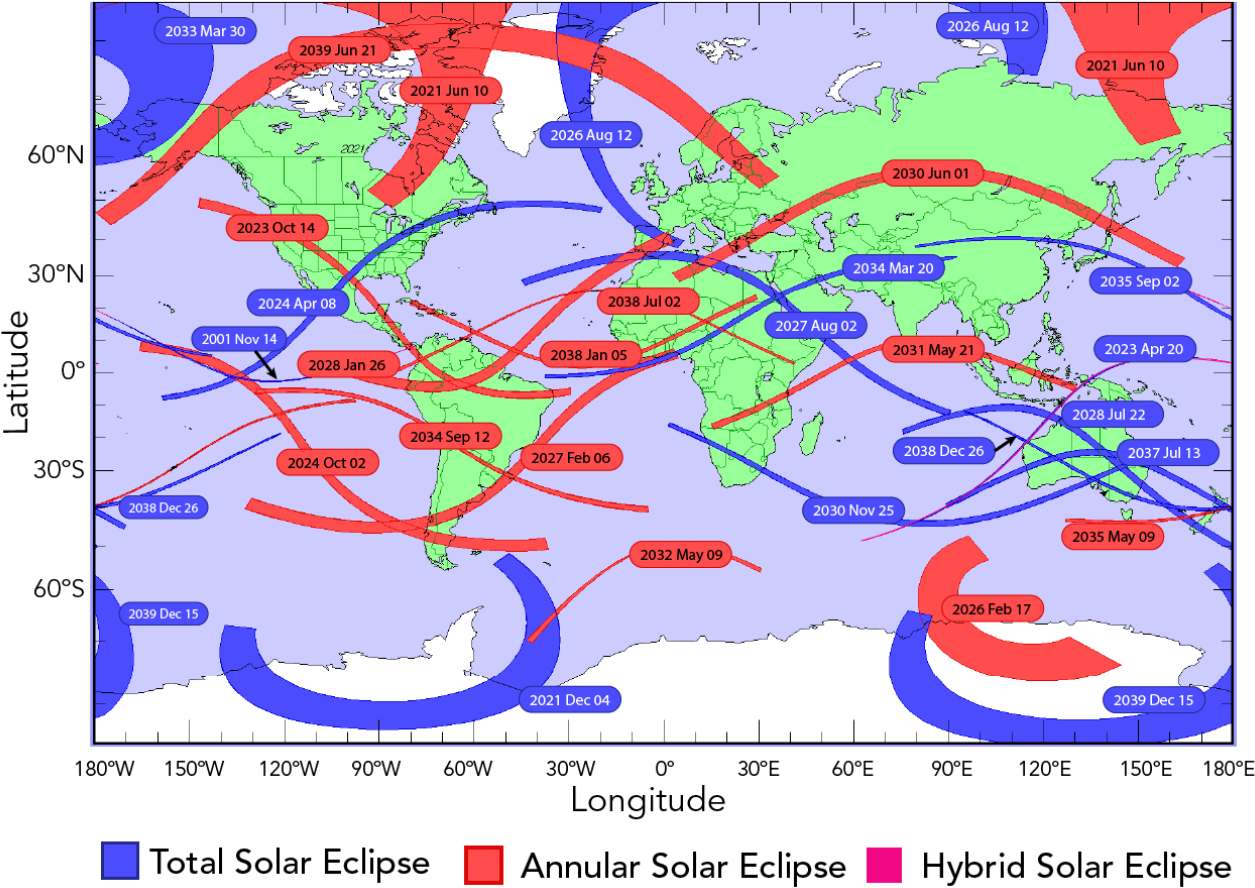 2033 Mar 30
2026 Aug 12
2039 Jun 21
2021 Jun 10
2021 Jun 10
2026 Aug 12
2021
60°N
2030 Jun 01
2023 Oct 14
30°N
2034 Mar 20
2035 Sep 02
2024 Apr 08
2038 Jul 02
2027 Aug 02
2001 Nov 14
2023 Apr 20
2031 May 21
2038 Jan 05
2028 Jan 26
0°
2028 Jul 22
2034 Sep 12
2038 Dec 26
2037 Jul 13
2024 Oct 02
2027 Feb 06
30°S
2038 Dec 26
2030 Nov 25
2035 May 09
2032 May 09
60°S
2039 Dec 15
2026 Feb 17
2021 Dec 04
2039 Dec 15
Latitude
180°W 150°W 120°W 90°W 60°W 30°W 0° 30°E 60°E 90°E 120°E 150°E 180°E
Longitude
Total Solar Eclipse Annular Solar Eclipse Hybrid Solar Eclipse